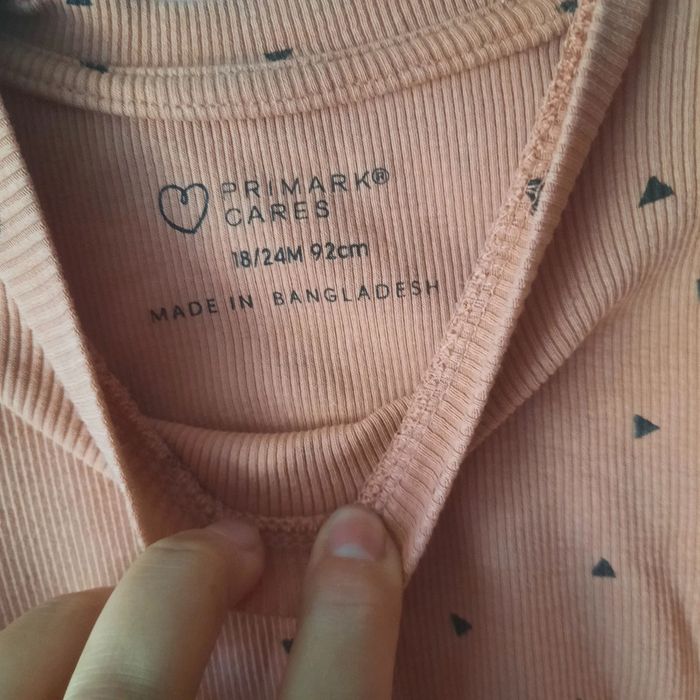 PRIMARK®
CARES
18/24M 92cm
MADE IN BANGLADESH